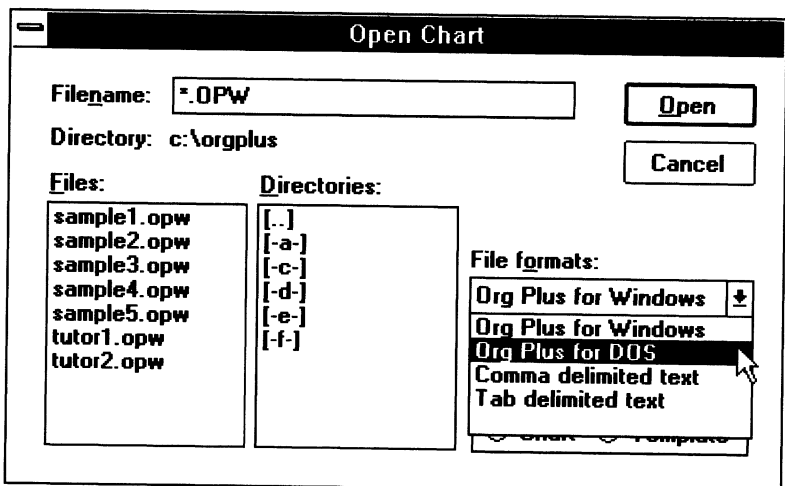 Open Chart
Filename: *.OPW
Open
Directory: c:\orgplus
Cancel
Files:
sample1.opw
sample2.opw
sample3.opw
sample4.opw
sample5.opw
tutor1.opw
tutor2.opw
Directories:
[..]
[-a-]
[-c-]
[-d-]
[-e-]
[-f-]
File formats:
Org Plus for Windows
Org Plus for Windows
Org Plus for DOS
Comma delimited text
Tab delimited text